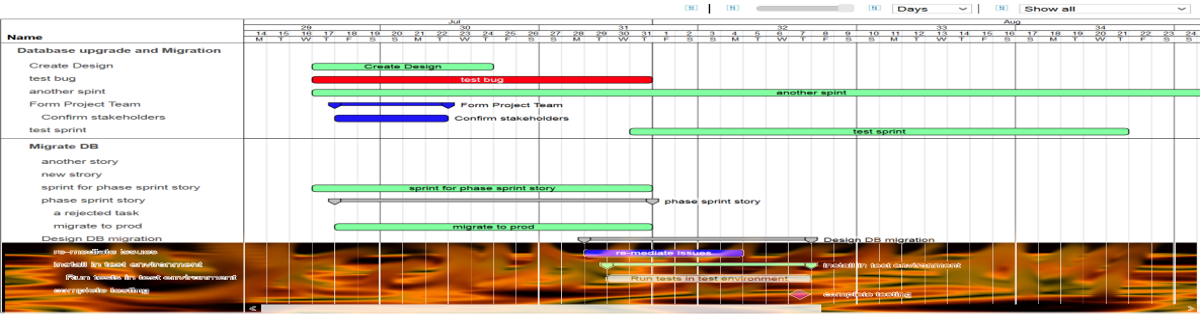 Days Show all
Jul Aug
29 30 31 32 33 34
Name 14 15 16 17 18 19 20 21 22 23 24 25 26 27 28 29 30 31 1 2 3 4 5 6 7 8 9 10 11 12 13 14 15 16 17 18 19 20 21 22 23 24
M T W T F S S M T W T F S S M T W T F S S M T W T F S S M T W T F S S M T W T F S S
Database upgrade and Migration
Create Design Create Design
test bug test bug
another spint another spint
Form Project Team Form Project Team
Confirm stakeholders Confirm stakeholders
test sprint test sprint
Migrate DB
another story
new strory
sprint for phase sprint story sprint for phase sprint story
phase sprint story phase sprint story
a rejected task
migrate to prod migrate to prod
Design DB migration Design DB migration
re-mediate issues re-mediate issues
Install in test environment Install in test environment
Run tests in test environment Run tests in test environment
complete testing complete testing